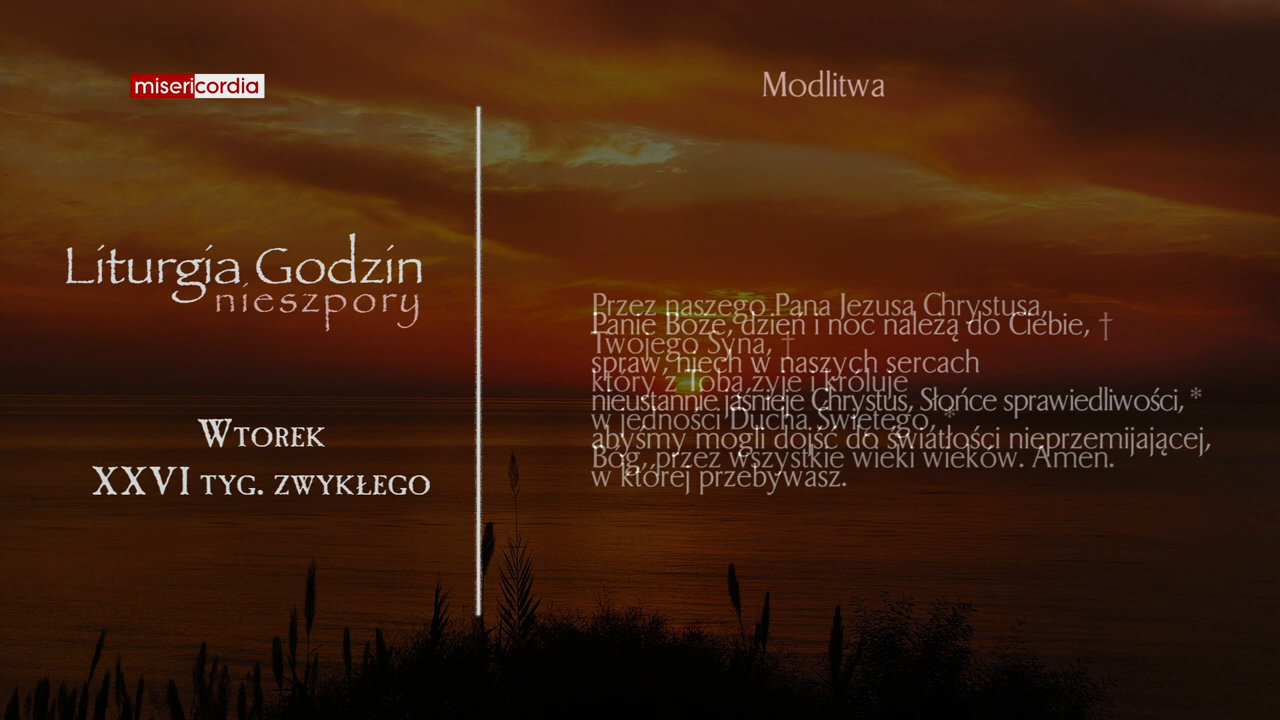 misericordia
Modlitwa
Liturgia Godzin
nieszpory
Wtorek
XXVI tyg. zwykłego
Przez naszego Pana Jezusa Chrystusa,
Panie Boże, dzień i noc należą do Ciebie, †
Twojego Syna, †
spraw, niech w naszych sercach
który z Tobą żyje i króluje
nieustannie jaśnieje Chrystus, Słońce sprawiedliwości, *
w jedności Ducha Świętego, *
abyśmy mogli dojść do światłości nieprzemijającej,
Bóg, przez wszystkie wieki wieków. Amen.
w której przebywasz.